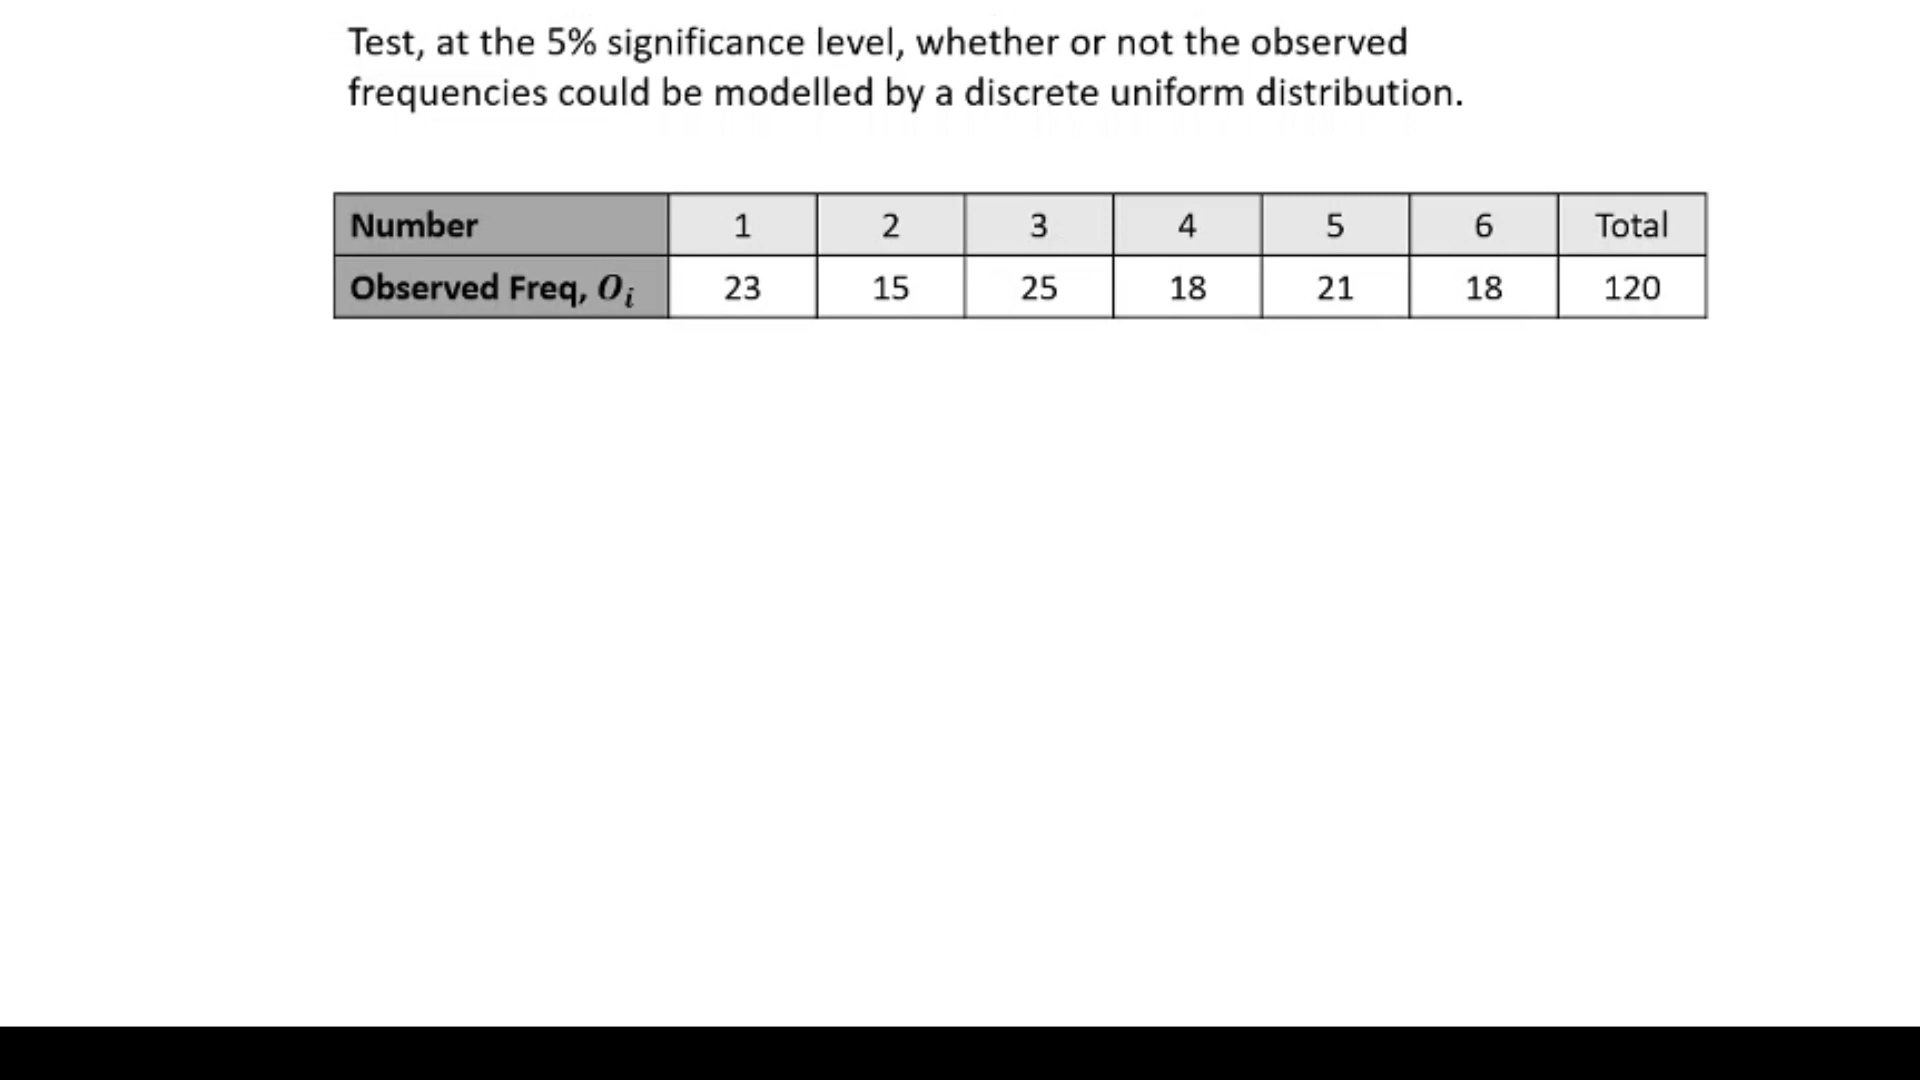 Test, at the 5% significance level, whether or not the observed
frequencies could be modelled by a discrete uniform distribution.
Number 1 2 3 4 5 6 Total
Observed Freq, Oᵢ 23 15 25 18 21 18 120